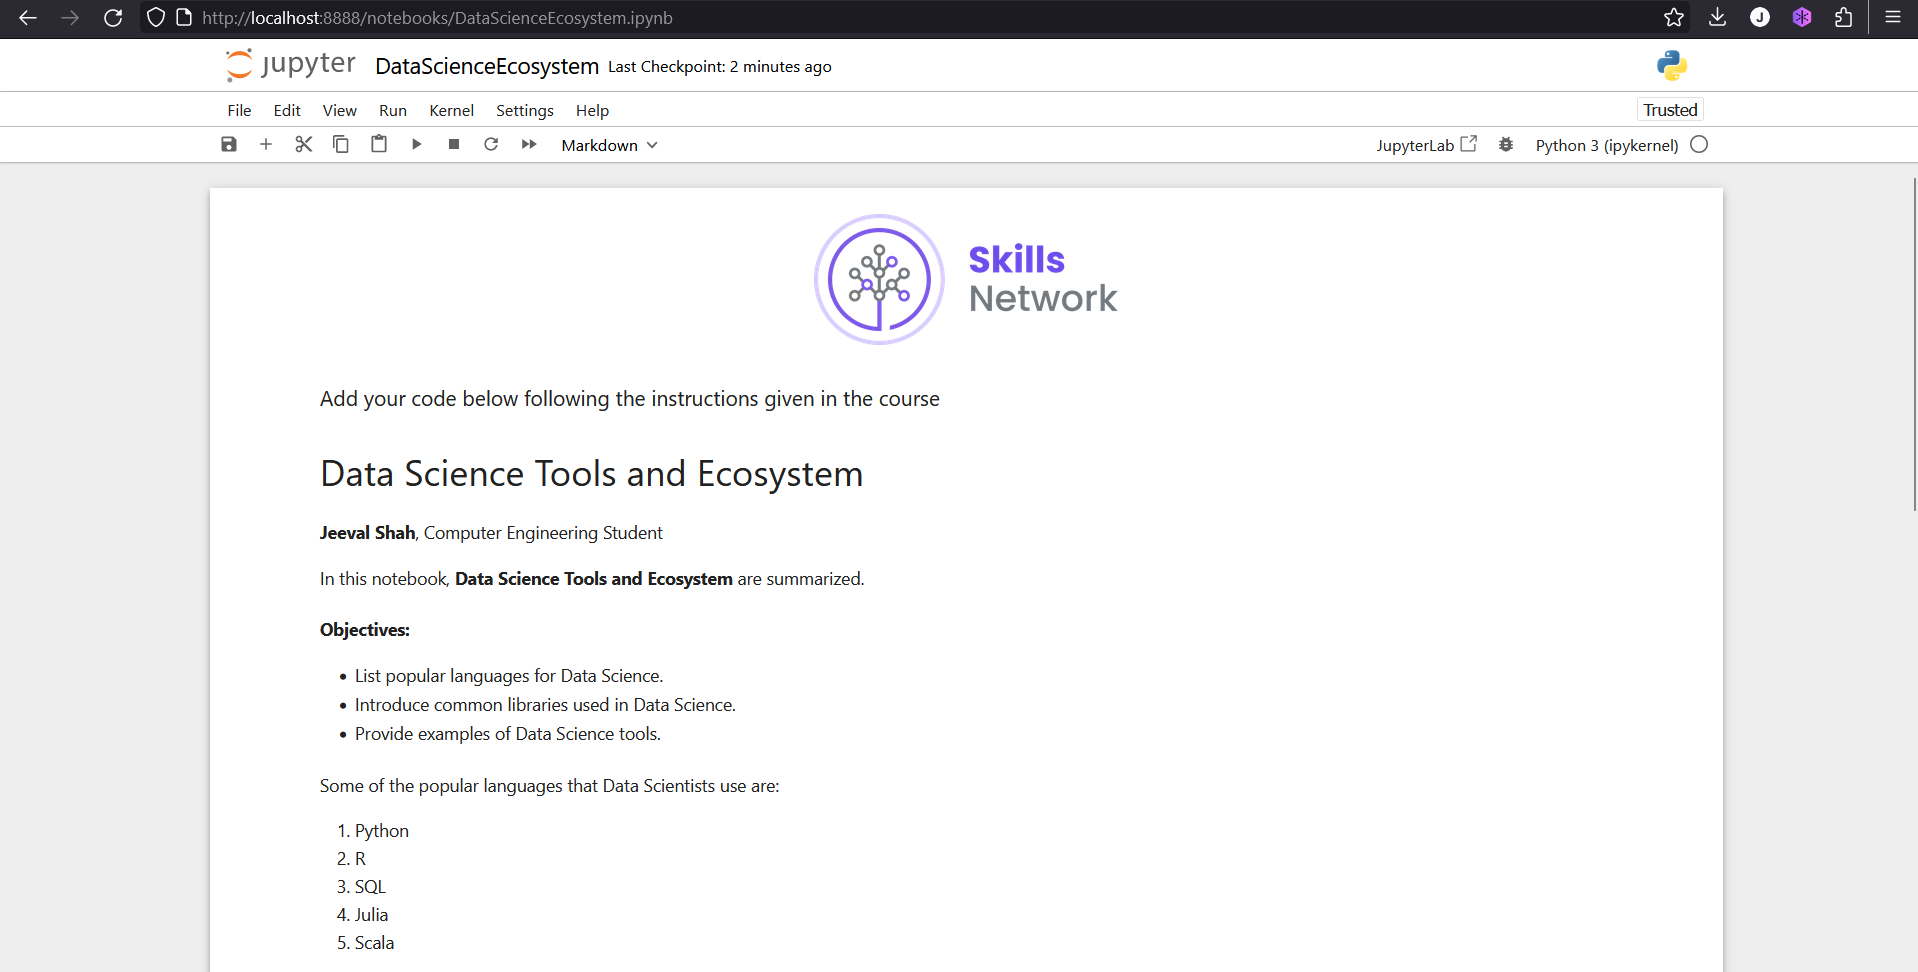 http://localhost:8888/notebooks/DataScienceEcosystem.ipynb
J
jupyter DataScienceEcosystem Last Checkpoint: 2 minutes ago
File Edit View Run Kernel Settings Help Trusted
Markdown JupyterLab Python 3 (ipykernel)
Skills
Network
Add your code below following the instructions given in the course
Data Science Tools and Ecosystem
Jeeval Shah, Computer Engineering Student
In this notebook, Data Science Tools and Ecosystem are summarized.
Objectives:
• List popular languages for Data Science.
• Introduce common libraries used in Data Science.
• Provide examples of Data Science tools.
Some of the popular languages that Data Scientists use are:
1. Python
2. R
3. SQL
4. Julia
5. Scala